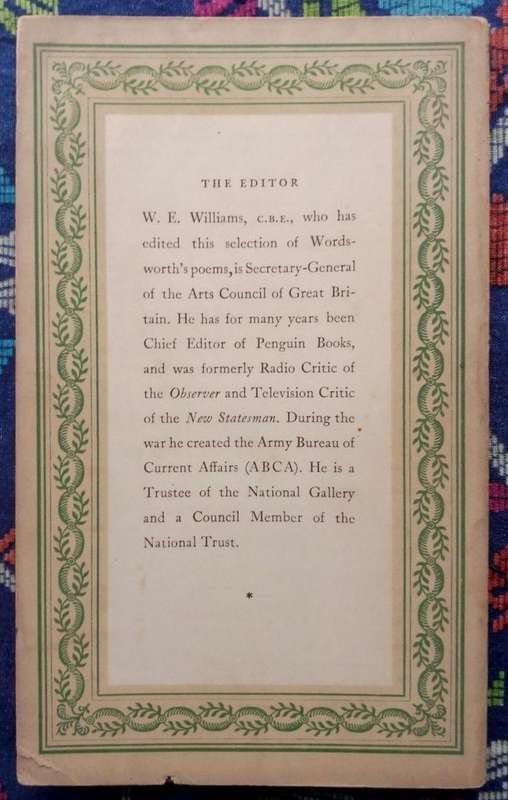 THE EDITOR
W. E. Williams, C.B.E., who has
edited this selection of Words-
worth's poems, is Secretary-General
of the Arts Council of Great Bri-
tain. He has for many years been
Chief Editor of Penguin Books,
and was formerly Radio Critic of
the Observer and Television Critic
of the New Statesman. During the
war he created the Army Bureau of
Current Affairs (ABCA). He is a
Trustee of the National Gallery
and a Council Member of the
National Trust.
*